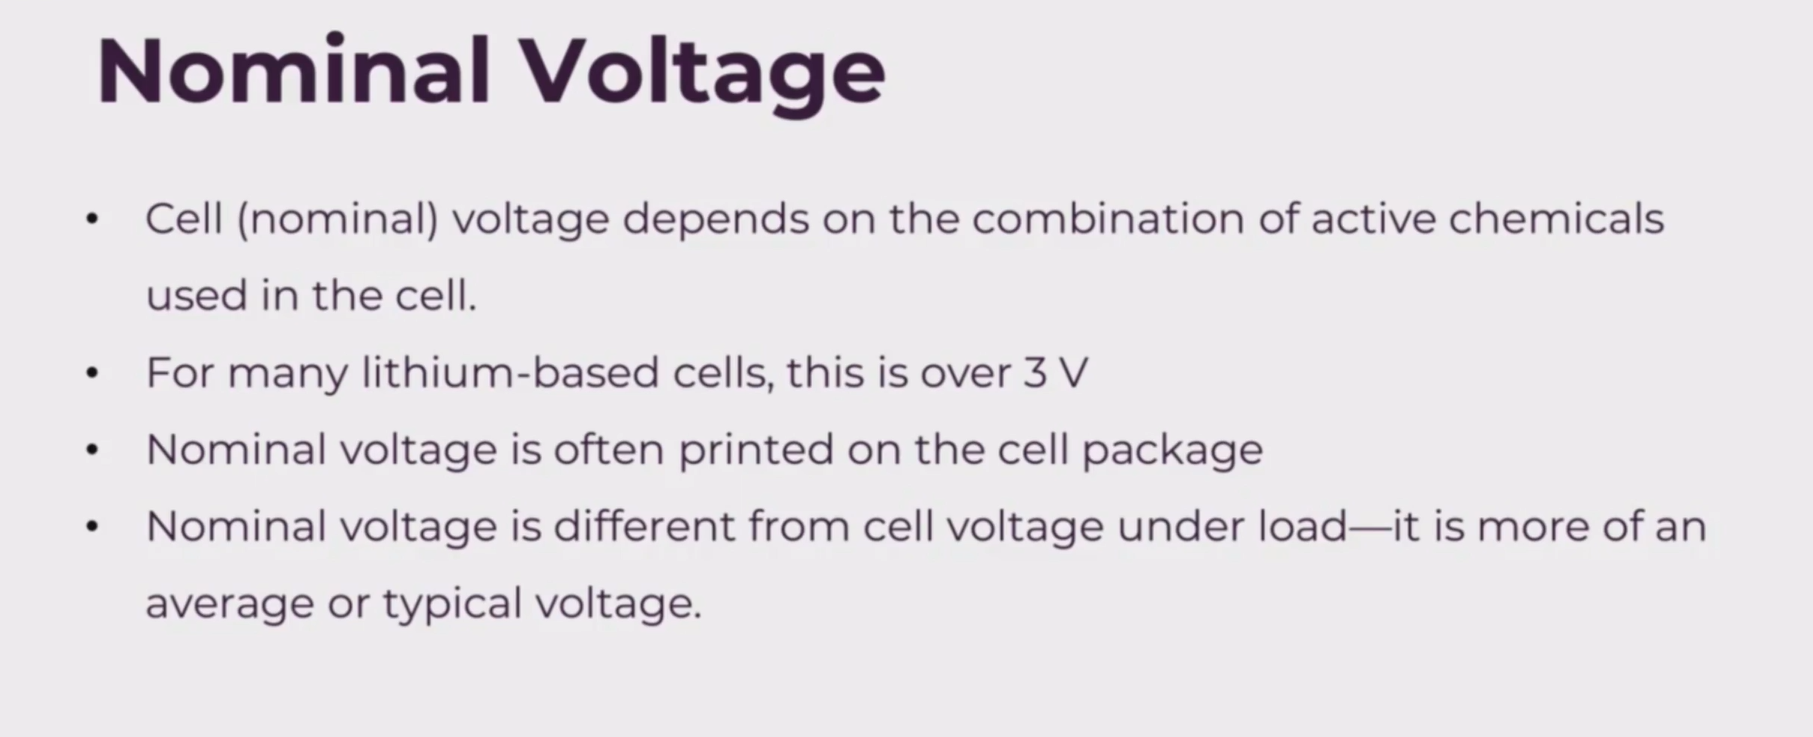 Nominal Voltage
• Cell (nominal) voltage depends on the combination of active chemicals
used in the cell.
• For many lithium-based cells, this is over 3 V
• Nominal voltage is often printed on the cell package
• Nominal voltage is different from cell voltage under load—it is more of an
average or typical voltage.